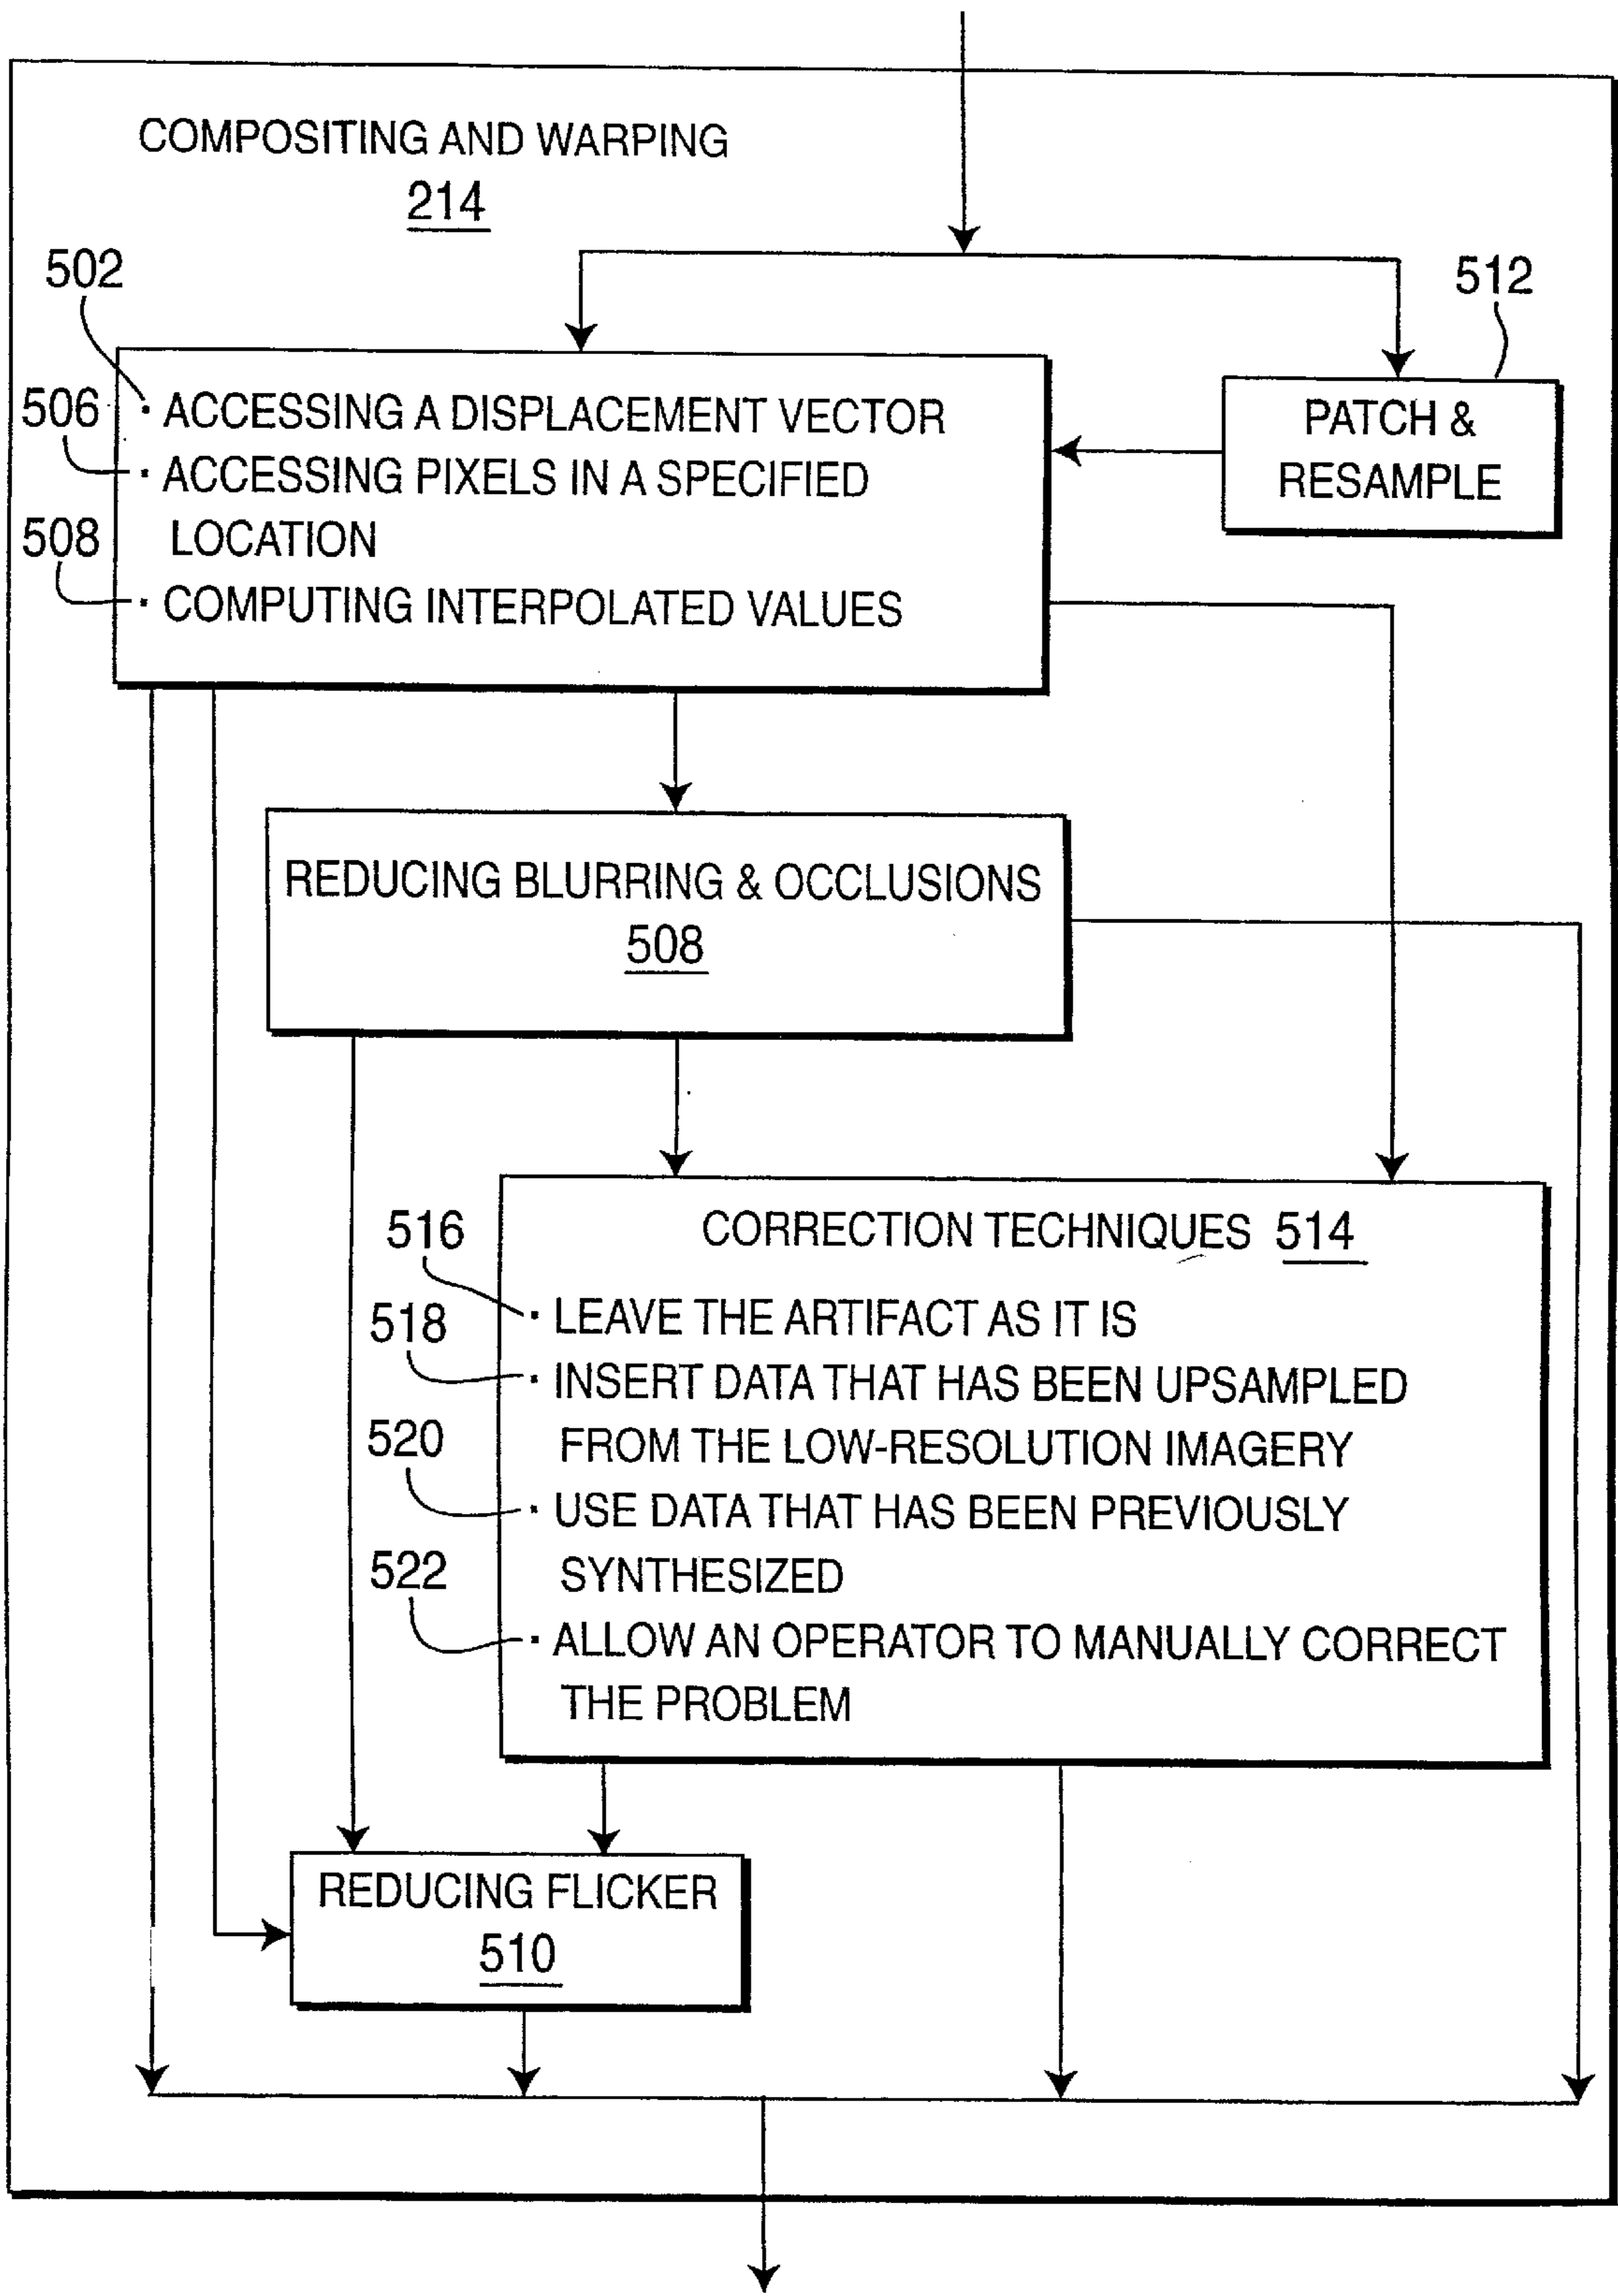 COMPOSITING AND WARPING
214
502
512
506
· ACCESSING A DISPLACEMENT VECTOR
· ACCESSING PIXELS IN A SPECIFIED
LOCATION
508
· COMPUTING INTERPOLATED VALUES
PATCH &
RESAMPLE
REDUCING BLURRING & OCCLUSIONS
508
CORRECTION TECHNIQUES 514
516
· LEAVE THE ARTIFACT AS IT IS
518
· INSERT DATA THAT HAS BEEN UPSAMPLED
FROM THE LOW-RESOLUTION IMAGERY
520
· USE DATA THAT HAS BEEN PREVIOUSLY
SYNTHESIZED
522
· ALLOW AN OPERATOR TO MANUALLY CORRECT
THE PROBLEM
REDUCING FLICKER
510